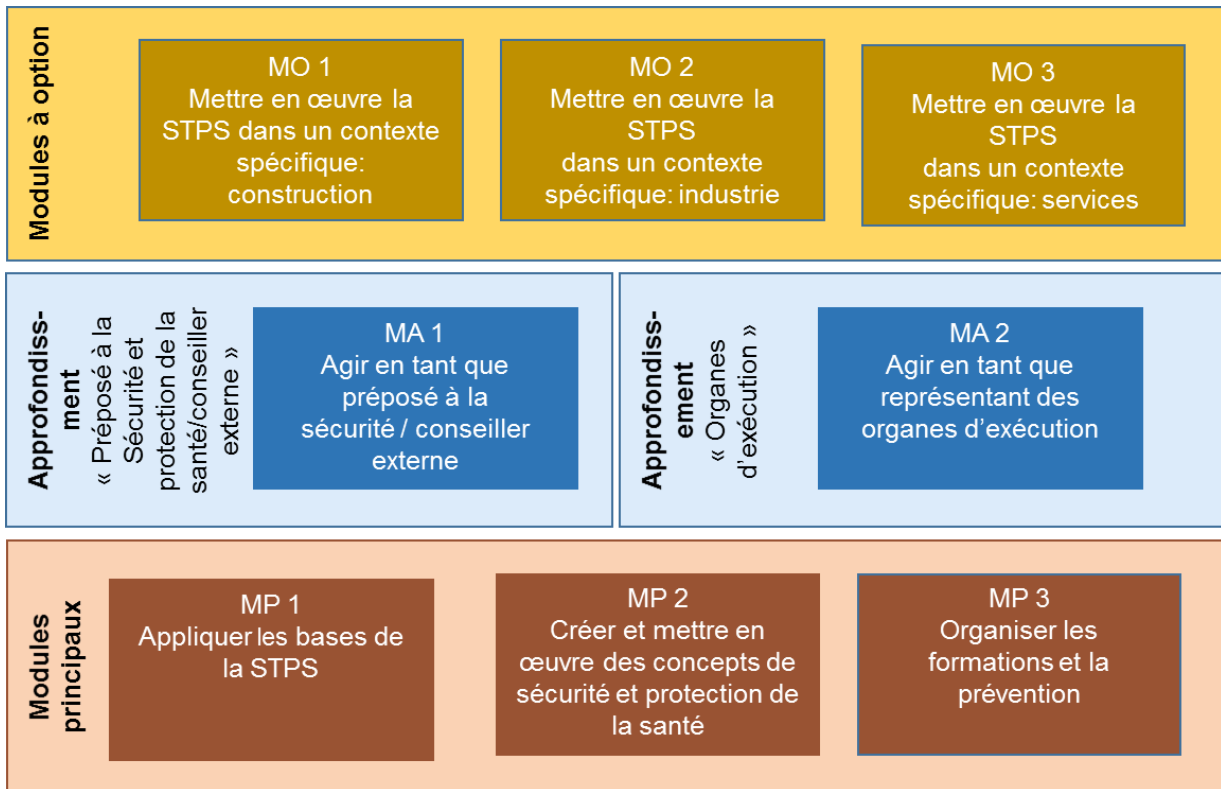 Modules à option
MO 1
Mettre en œuvre la
STPS dans un contexte
spécifique:
construction
MO 2
Mettre en œuvre la
STPS
dans un contexte
spécifique: industrie
MO 3
Mettre en œuvre la
STPS
dans un contexte
spécifique: services
Approfondiss-
ment
« Préposé à la
Sécurité et
protection de la
santé/conseiller
externe »
MA 1
Agir en tant que
préposé à la
sécurité / conseiller
externe
Approfondiss-
ement
« Organes
d’exécution »
MA 2
Agir en tant que
représentant des
organes d’exécution
Modules
principaux
MP 1
Appliquer les bases de
la STPS
MP 2
Créer et mettre en
œuvre des concepts de
sécurité et protection de
la santé
MP 3
Organiser les
formations et la
prévention